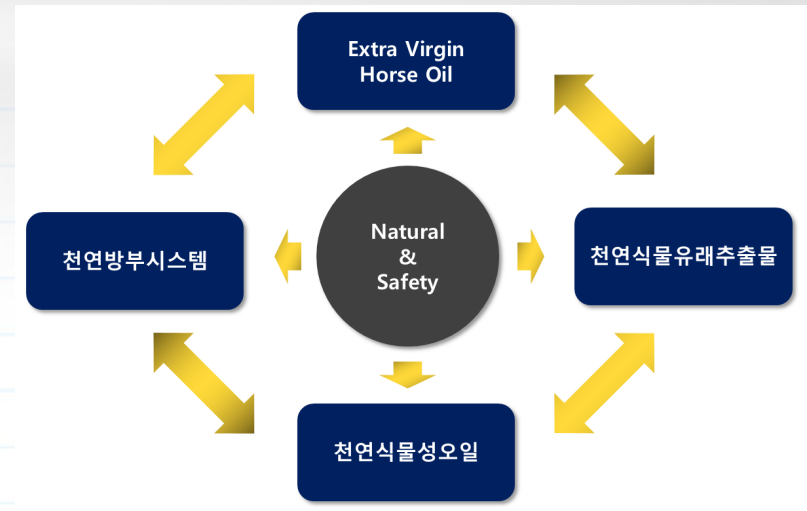 Extra Virgin
Horse Oil
Natural
&
Safety
천연방부시스템
천연식물유래추출물
천연식물성오일